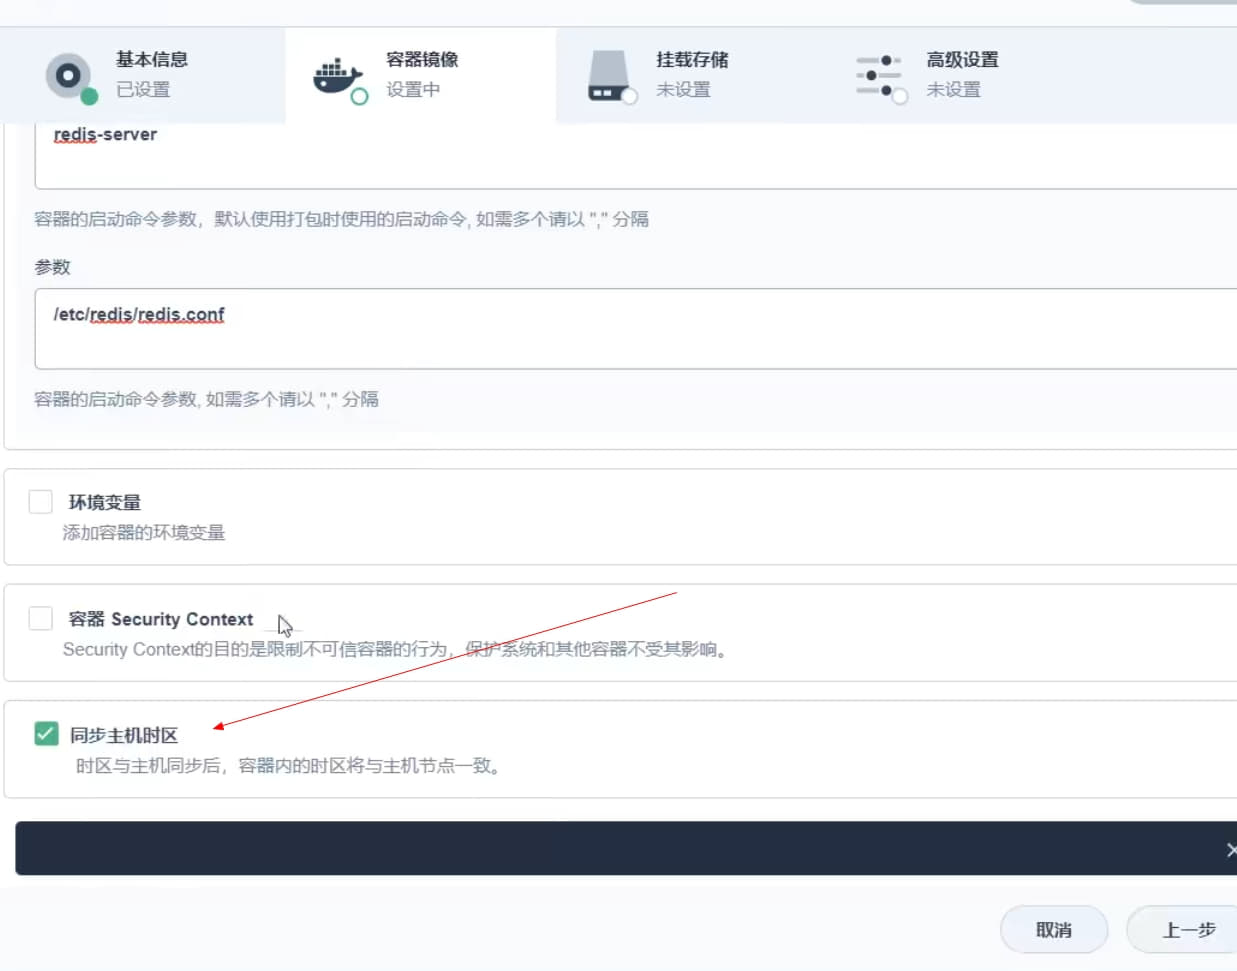 基本信息
已设置
容器镜像
设置中
挂载存储
未设置
高级设置
未设置
redis-server
容器的启动命令参数，默认使用打包时使用的启动命令, 如需多个请以 "," 分隔
参数
/etc/redis/redis.conf
容器的启动命令参数, 如需多个请以 "," 分隔
环境变量
添加容器的环境变量
容器 Security Context
Security Context的目的是限制不可信容器的行为，保护系统和其他容器不受其影响。
同步主机时区
时区与主机同步后，容器内的时区将与主机节点一致。
取消
上一步